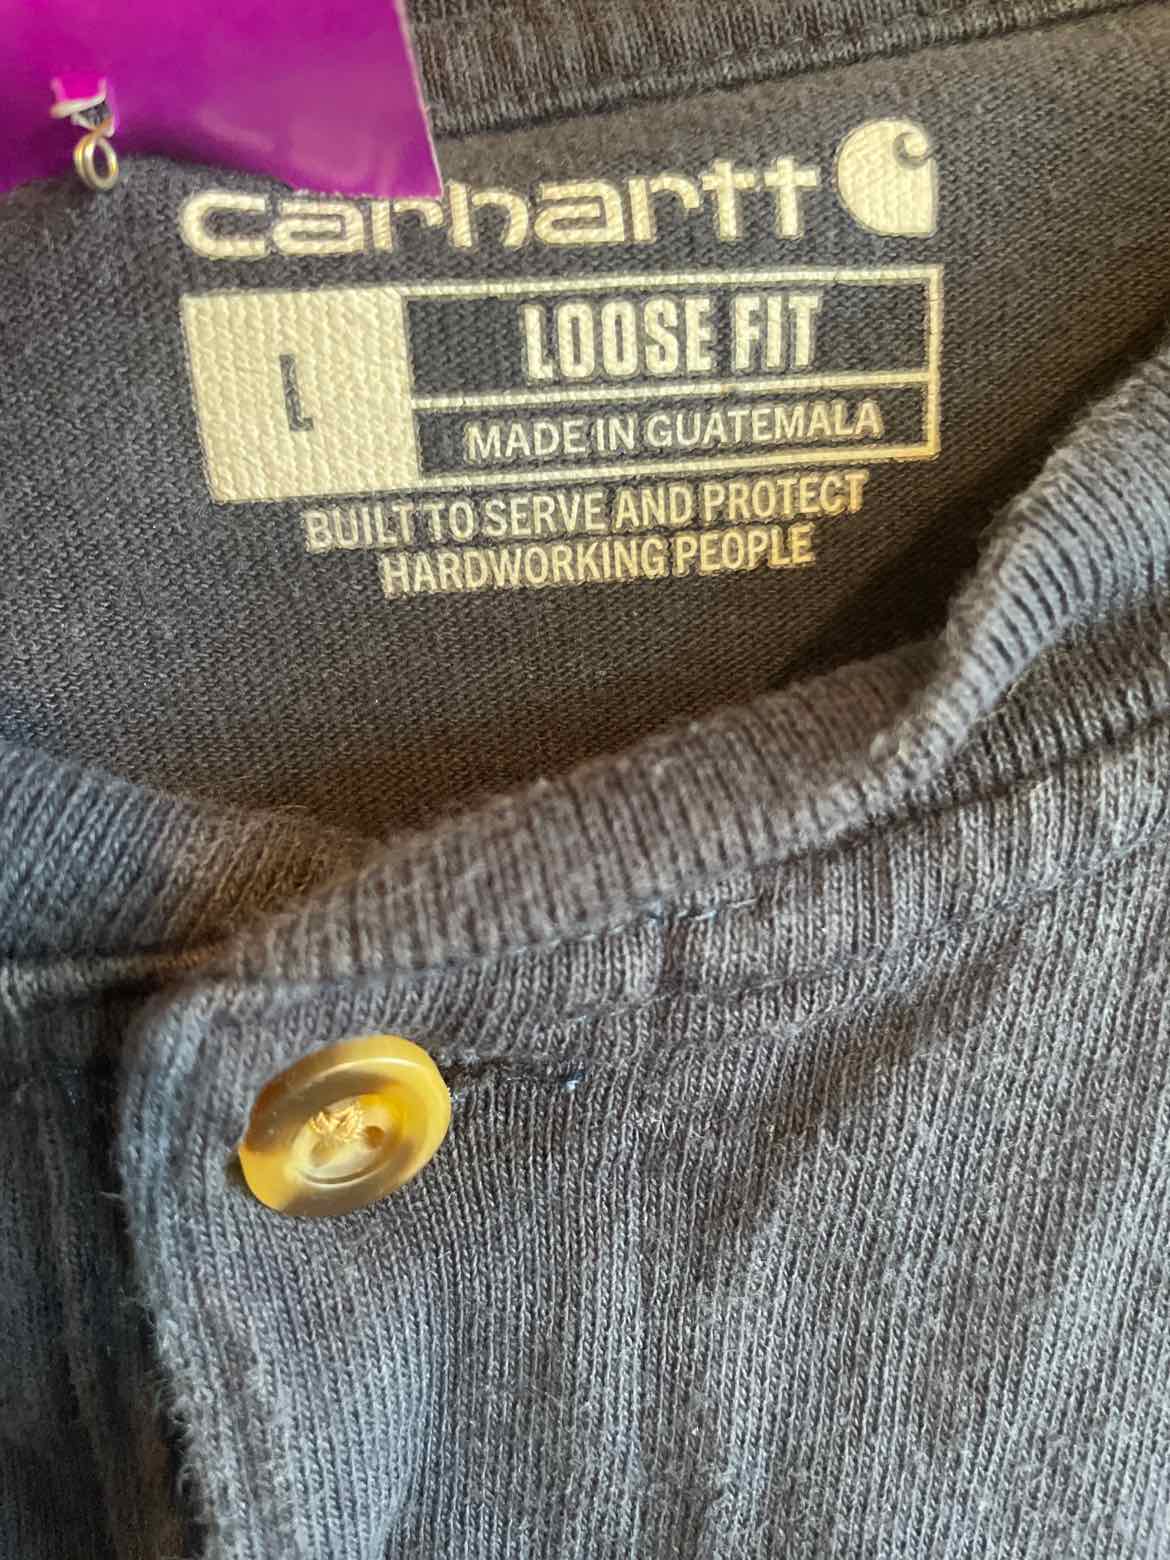 carhartt
L
LOOSE FIT
MADE IN GUATEMALA
BUILT TO SERVE AND PROTECT
HARDWORKING PEOPLE